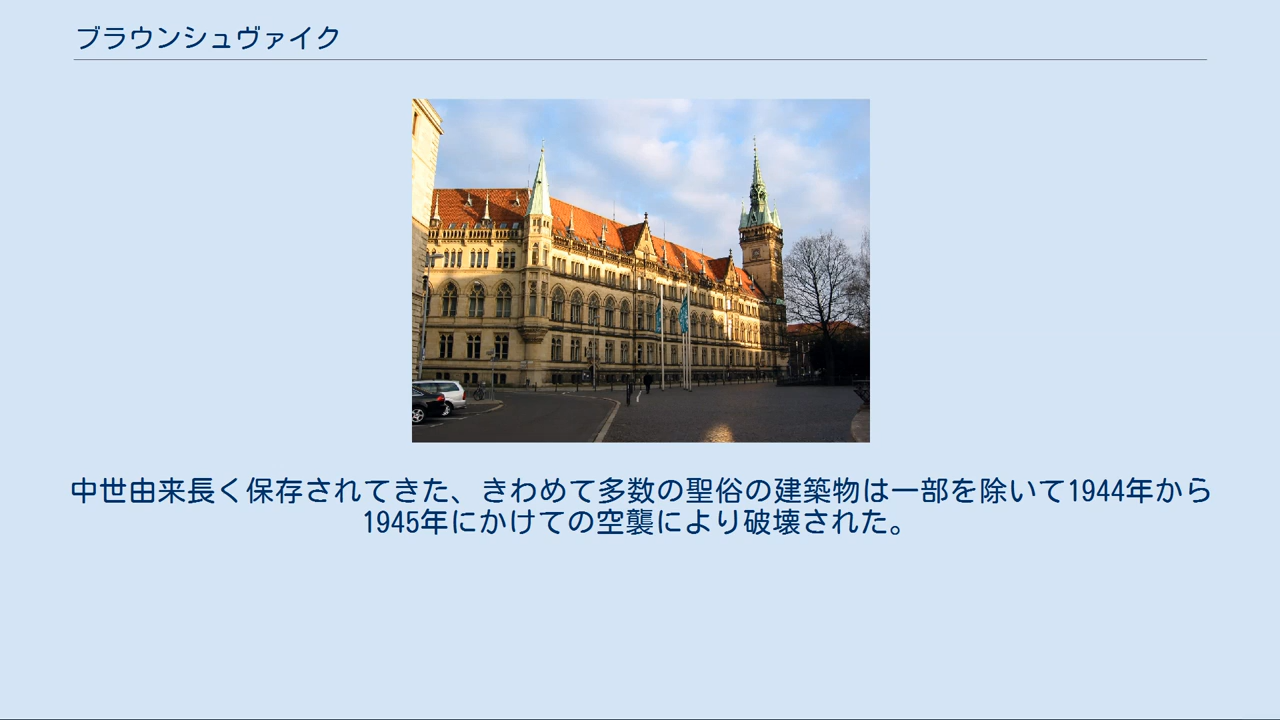 ブラウンシュヴァイク
中世由来長く保存されてきた、きわめて多数の聖俗の建築物は一部を除いて1944年から
1945年にかけての空襲により破壊された。